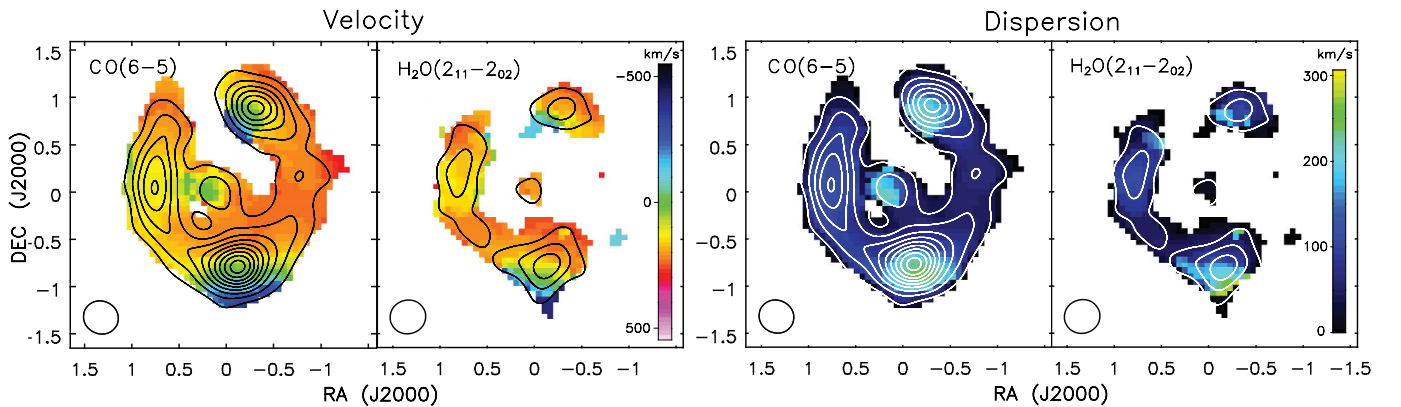 Velocity
Dispersion
CO(6−5)
H₂O(2₁₁−2₀₂)
km/s
−500
0
500
CO(6−5)
H₂O(2₁₁−2₀₂)
km/s
300
200
100
0
DEC (J2000)
1.5
1
0.5
0
-0.5
-1
-1.5
1.5
1
0.5
0
-0.5
-1
-1.5
1.5 1 0.5 0 -0.5 -1 1.5 1 0.5 0 -0.5 -1
1.5 1 0.5 0 -0.5 -1 1.5 1 0.5 0 -0.5 -1 -1.5
RA (J2000)
RA (J2000)